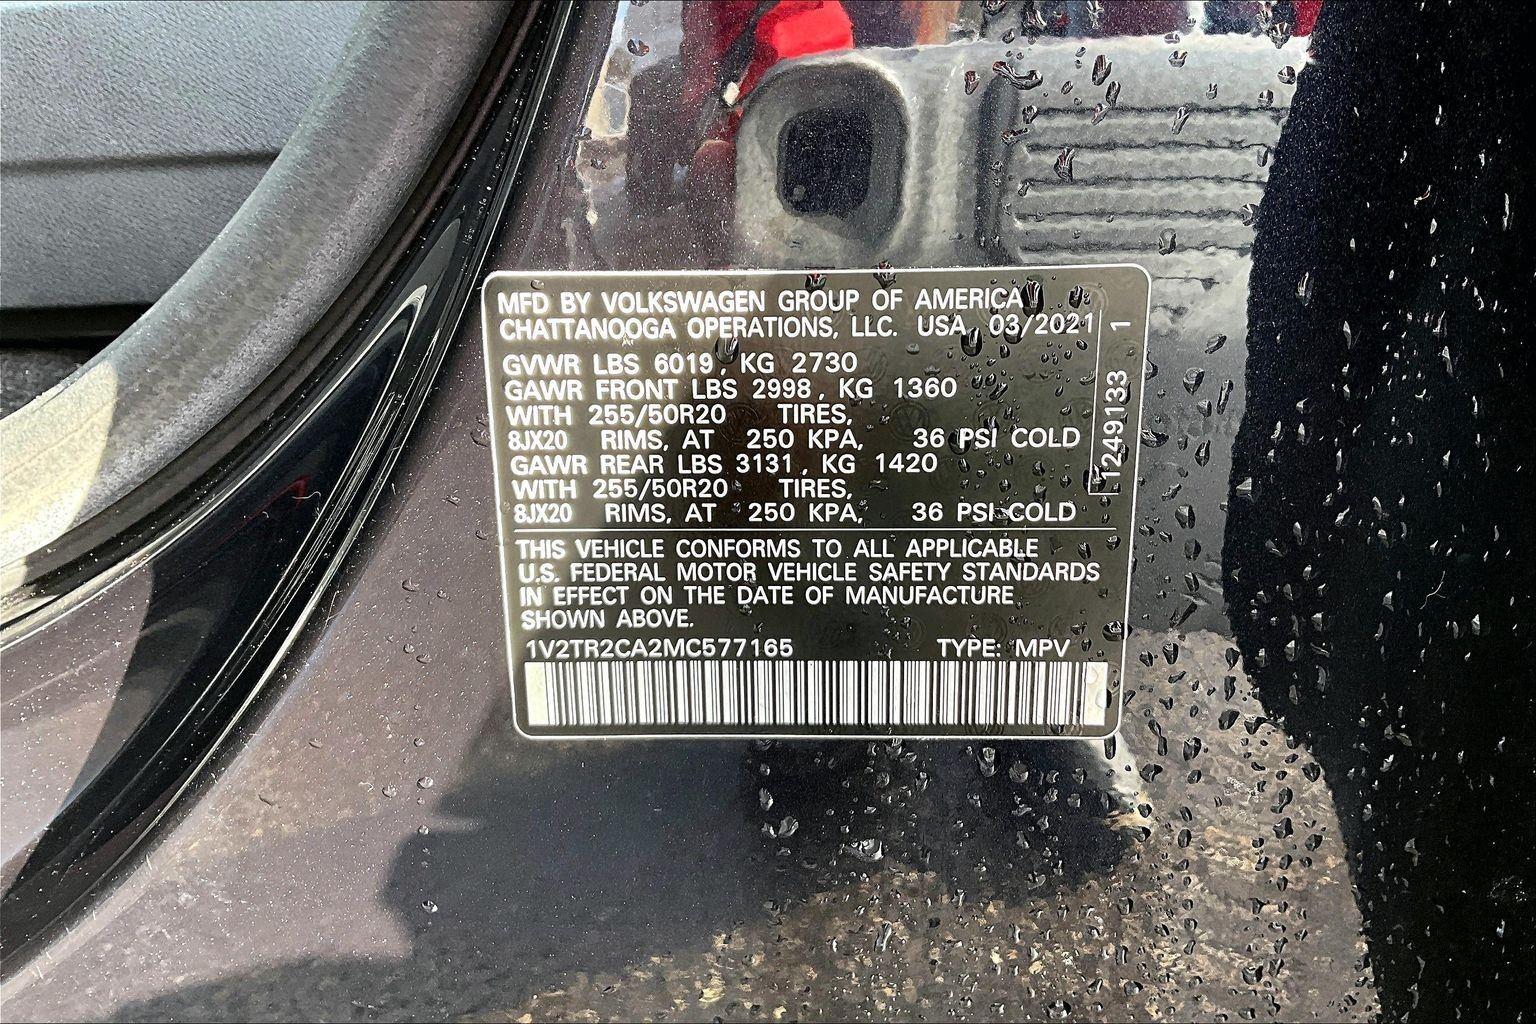 MFD BY VOLKSWAGEN GROUP OF AMERICA
CHATTANOOGA OPERATIONS, LLC. USA 03/2021
GVWR LBS 6019, KG 2730
GAWR FRONT LBS 2998, KG 1360
WITH 255/50R20 TIRES,
8JX20 RIMS, AT 250 KPA, 36 PSI COLD
GAWR REAR LBS 3131, KG 1420
WITH 255/50R20 TIRES,
8JX20 RIMS, AT 250 KPA, 36 PSI COLD
THIS VEHICLE CONFORMS TO ALL APPLICABLE
U.S. FEDERAL MOTOR VEHICLE SAFETY STANDARDS
IN EFFECT ON THE DATE OF MANUFACTURE
SHOWN ABOVE.
1V2TR2CA2MC577165 TYPE: MPV
T249133 1